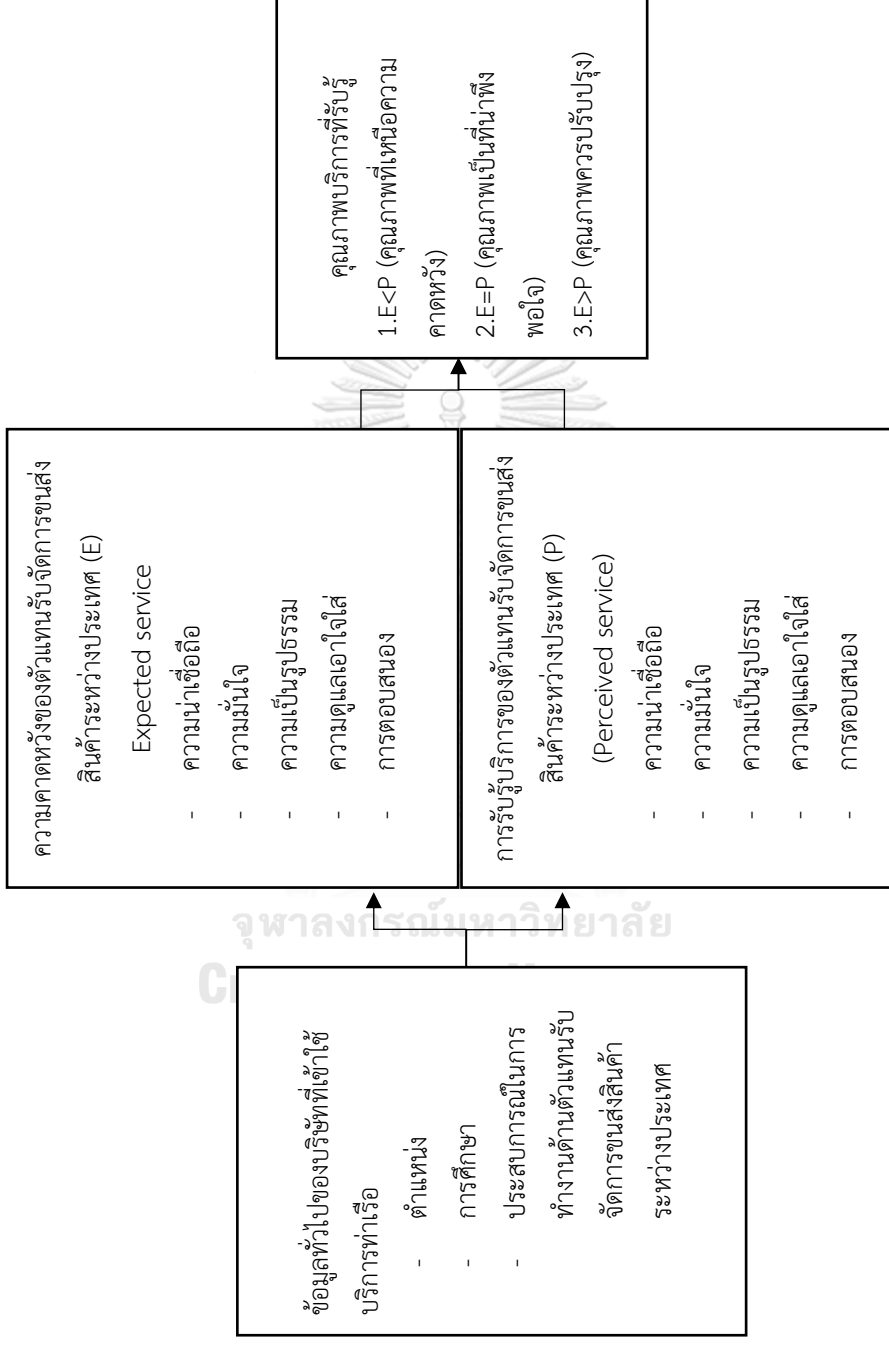 ข้อมูลทั่วไปของบริษัทที่เข้าใช้
บริการท่าเรือ
- ตำแหน่ง
- การศึกษา
- ประสบการณ์ในการ
ทำงานด้านตัวแทนรับ
จัดการขนส่งสินค้า
ระหว่างประเทศ
ความคาดหวังของตัวแทนรับจัดการขนส่ง
สินค้าระหว่างประเทศ (E)
Expected service
- ความน่าเชื่อถือ
- ความมั่นใจ
- ความเป็นรูปธรรม
- ความดูแลเอาใจใส่
- การตอบสนอง
การรับรู้บริการของตัวแทนรับจัดการขนส่ง
สินค้าระหว่างประเทศ (P)
(Perceived service)
- ความน่าเชื่อถือ
- ความมั่นใจ
- ความเป็นรูปธรรม
- ความดูแลเอาใจใส่
- การตอบสนอง
คุณภาพบริการที่รับรู้
1.E<P (คุณภาพที่เหนือความ
คาดหวัง)
2.E=P (คุณภาพเป็นที่น่าพึง
พอใจ)
3.E>P (คุณภาพควรปรับปรุง)
จุฬาลงกรณ์มหาวิทยาลัย